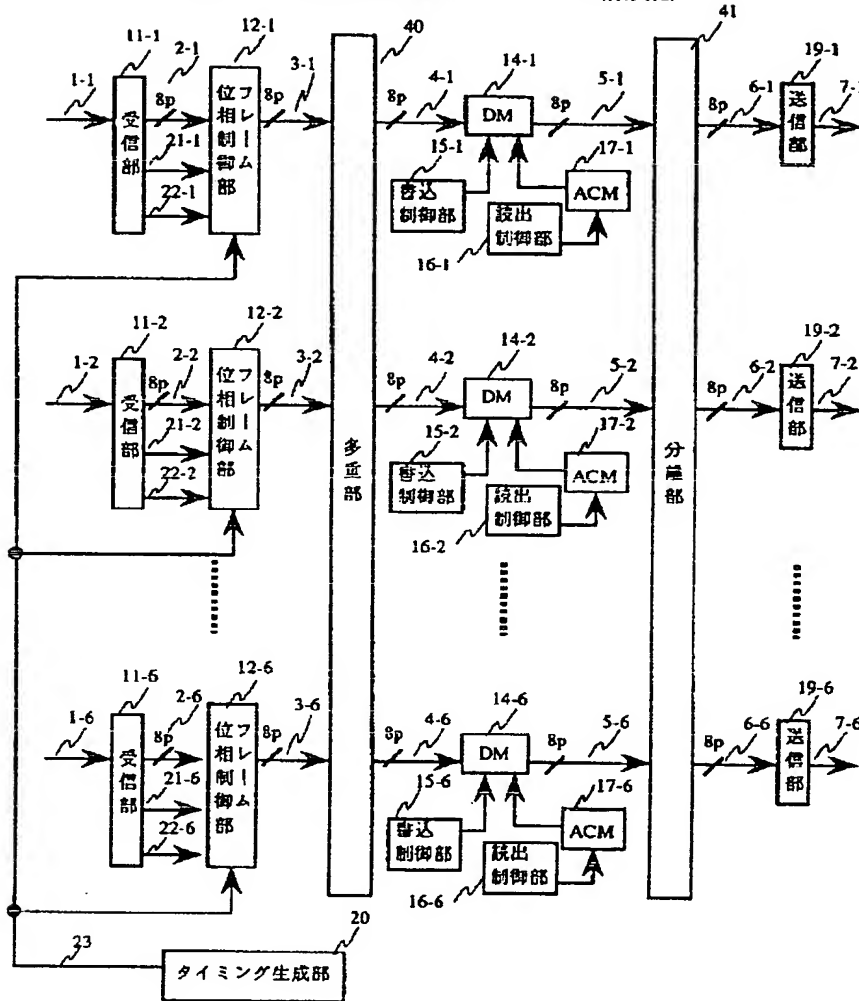 12-1
40
41
11-1
2-1
3-1
4-1
14-1
5-1
19-1
1-1
8p
8p
8p
8p
8p
6-1
7-1
受信部
フレーム
位相制御部
DM
送信部
21-1
22-1
15-1
17-1
書込
制御部
ACM
読出
制御部
16-1
12-2
11-2
2-2
3-2
4-2
14-2
5-2
19-2
1-2
8p
8p
8p
8p
8p
6-2
7-2
受信部
フレーム
位相制御部
DM
送信部
21-2
22-2
15-2
17-2
書込
制御部
ACM
読出
制御部
16-2
多重部
分離部
12-6
11-6
2-6
3-6
4-6
14-6
5-6
19-6
1-6
8p
8p
8p
8p
8p
6-6
7-6
受信部
フレーム
位相制御部
DM
送信部
21-6
22-6
15-6
17-6
書込
制御部
ACM
読出
制御部
16-6
23
20
タイミング生成部